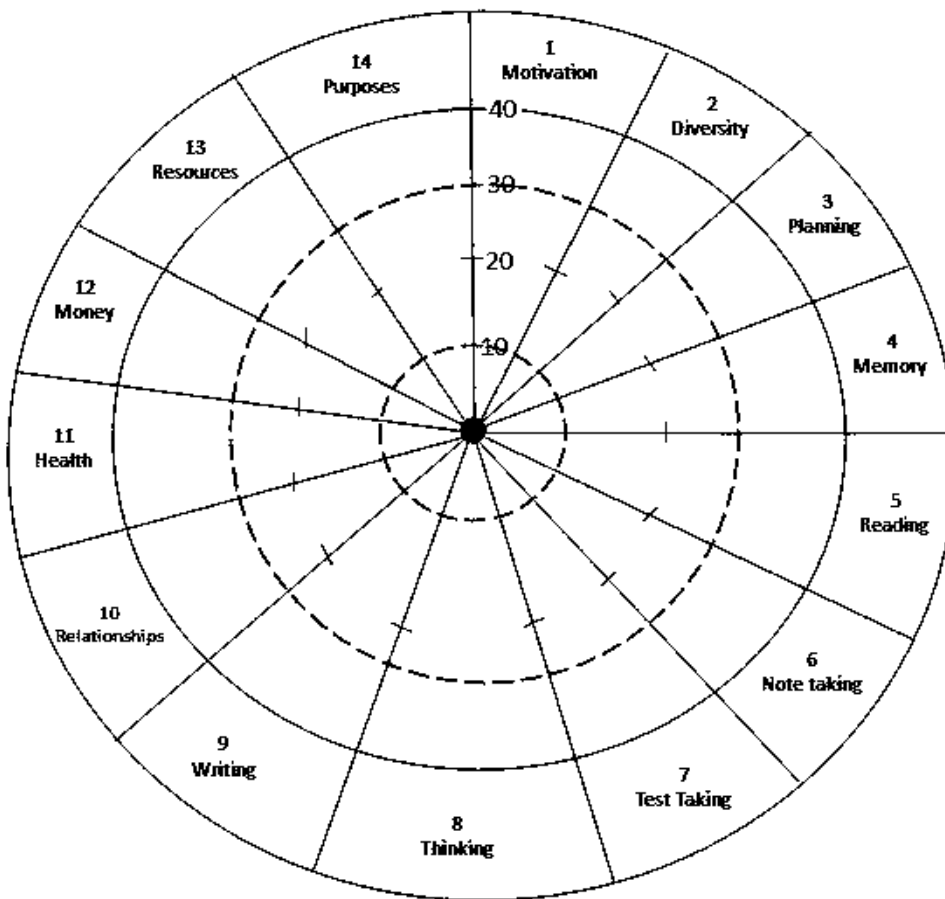 1
Motivation
2
Diversity
3
Planning
4
Memory
5
Reading
6
Note taking
7
Test Taking
8
Thinking
9
Writing
10
Relationships
11
Health
12
Money
13
Resources
14
Purposes
40
30
20
10